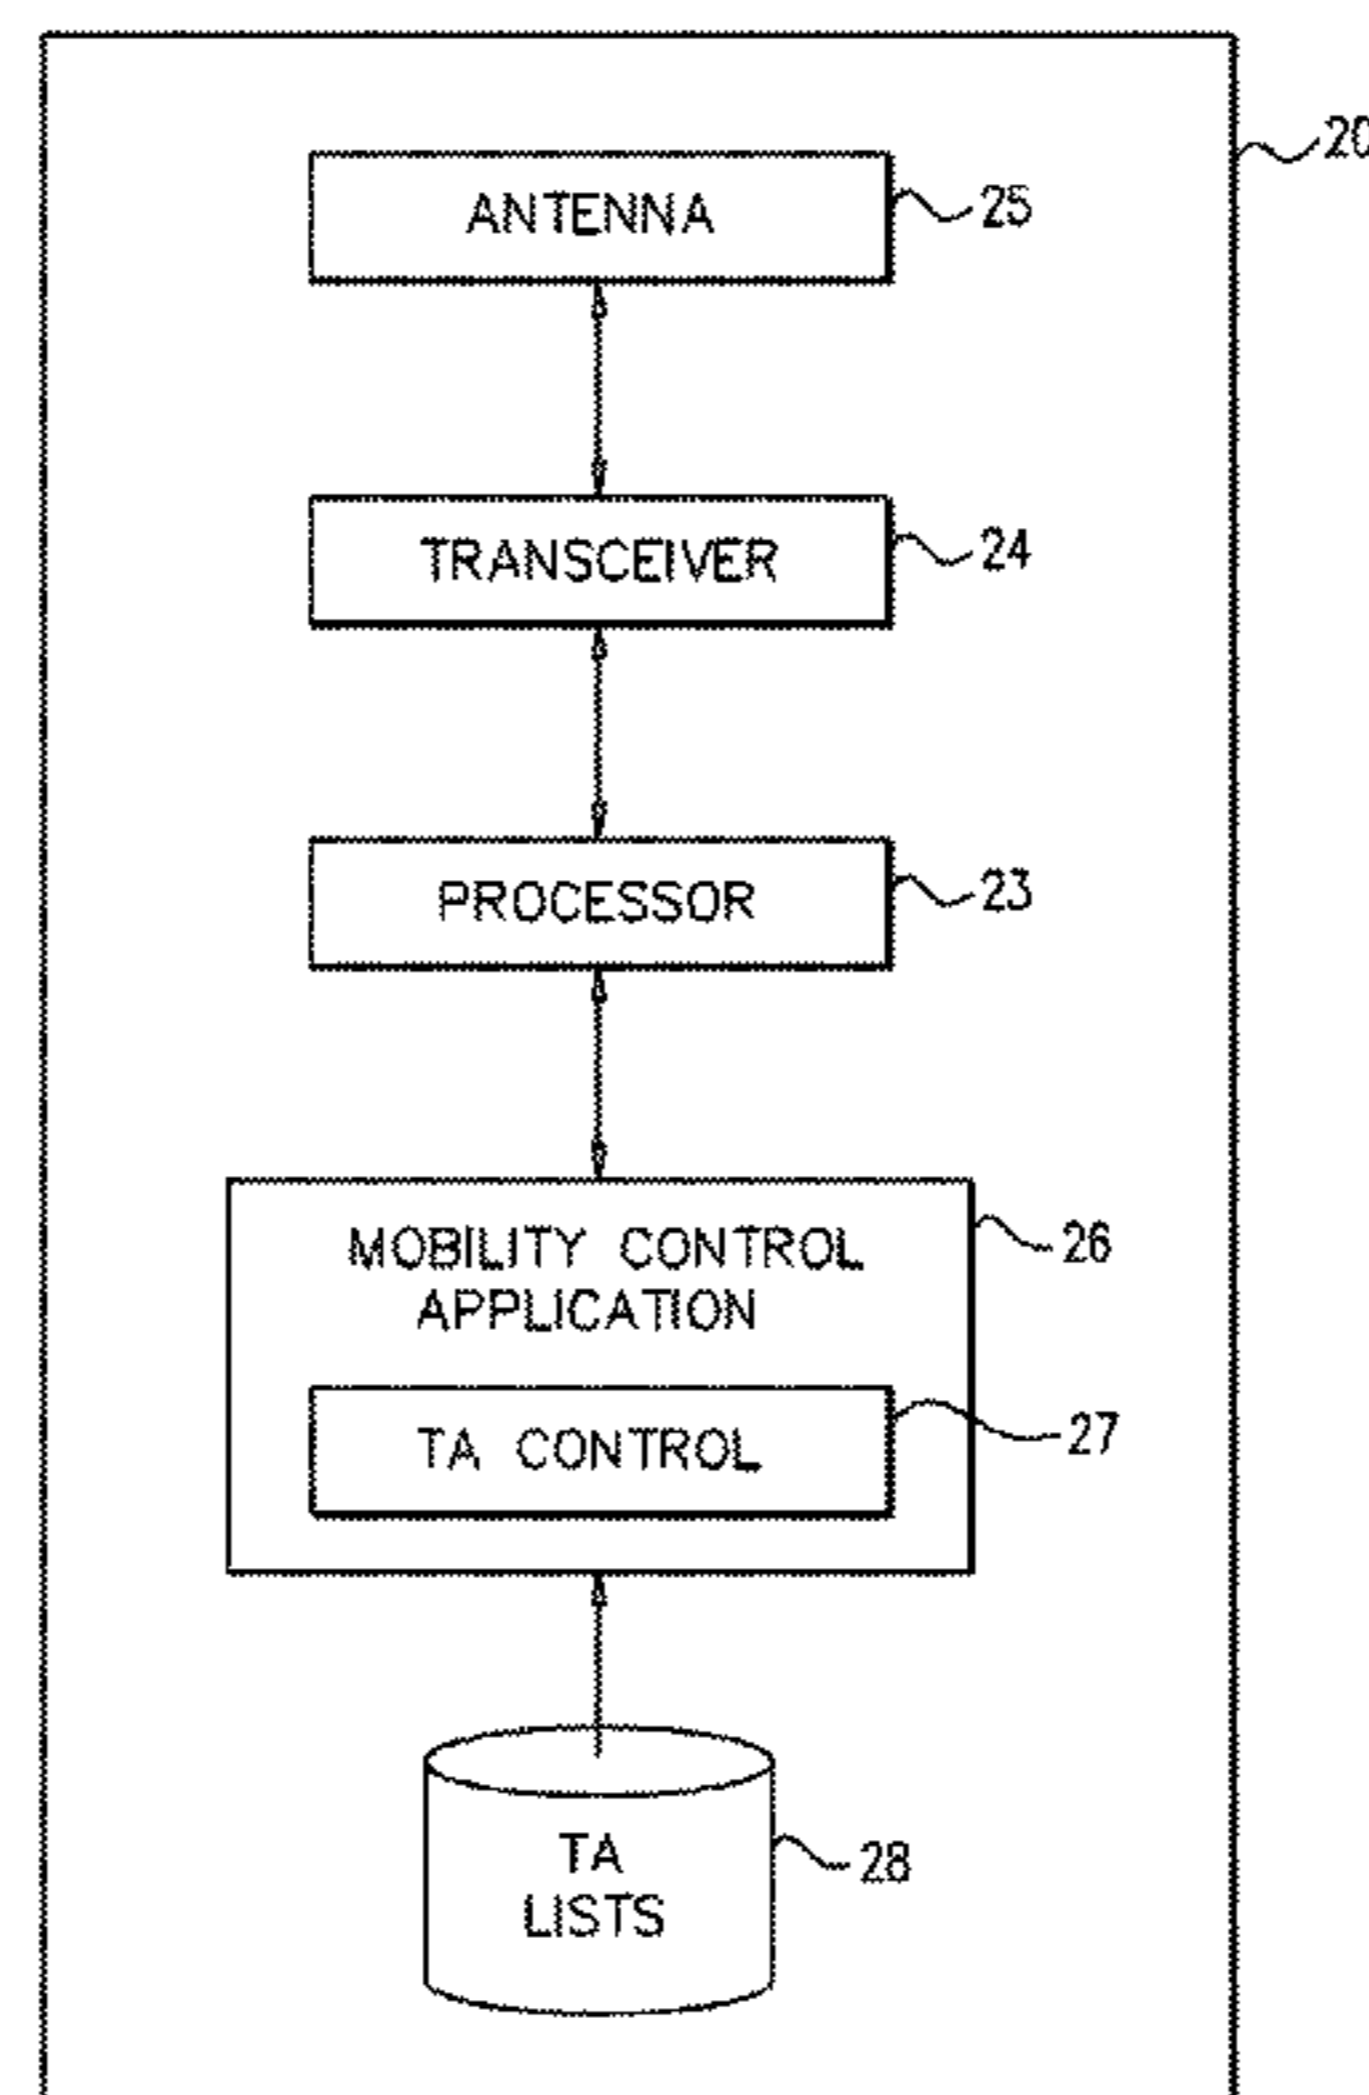 20
ANTENNA
25
TRANSCEIVER
24
PROCESSOR
23
MOBILITY CONTROL
APPLICATION
26
TA CONTROL
27
TA
LISTS
28